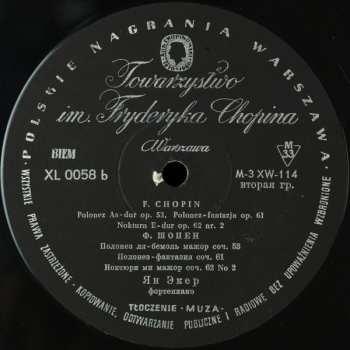 · POLSKIE NAGRANIA WARSZAWA ·
Towarzystwo
im. Fryderyka Chopina
Warszawa
BIEM
XL 0058 b
M
33
M-3 XW-114
вторая гр.
F. CHOPIN
Polonez As-dur op. 53, Polonez-fantazja op. 61
Nokturn E-dur op. 62 nr. 2
Ф. ШОПЕН
Полонез ля-бемоль мажор соч. 53
Полонез-фантазия соч. 61
Ноктюрн ми мажор соч. 62 No 2
Ян Экер
фортепиано
TŁOCZENIE „MUZA"
WSZYSTKIE PRAWA ZASTRZEŻONE - KOPIOWANIE, ODTWARZANIE PUBLICZNE I RADIOWE BEZ UPOWAŻNIENIA WZBRONIONE